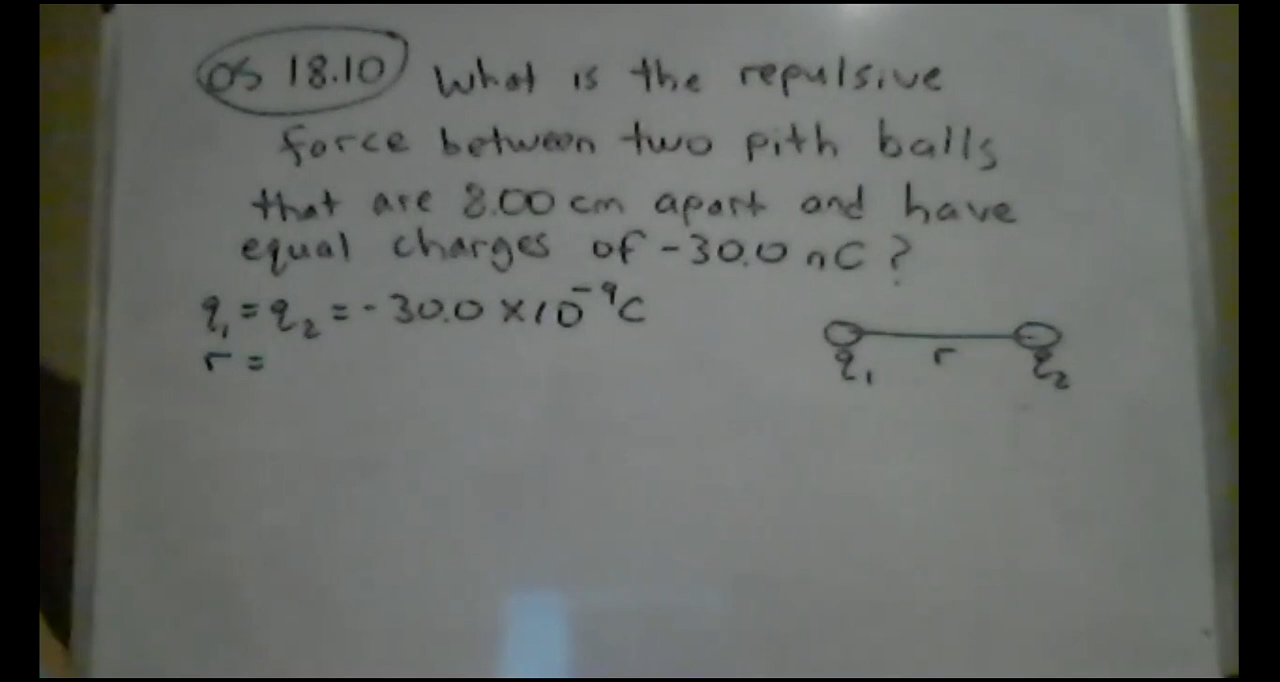 OS 18.10 What is the repulsive
force between two pith balls
that are 8.00 cm apart and have
equal charges of -30.0 nC?
q₁ = q₂ = -30.0 × 10⁻⁹ C
r =
q₁ r q₂